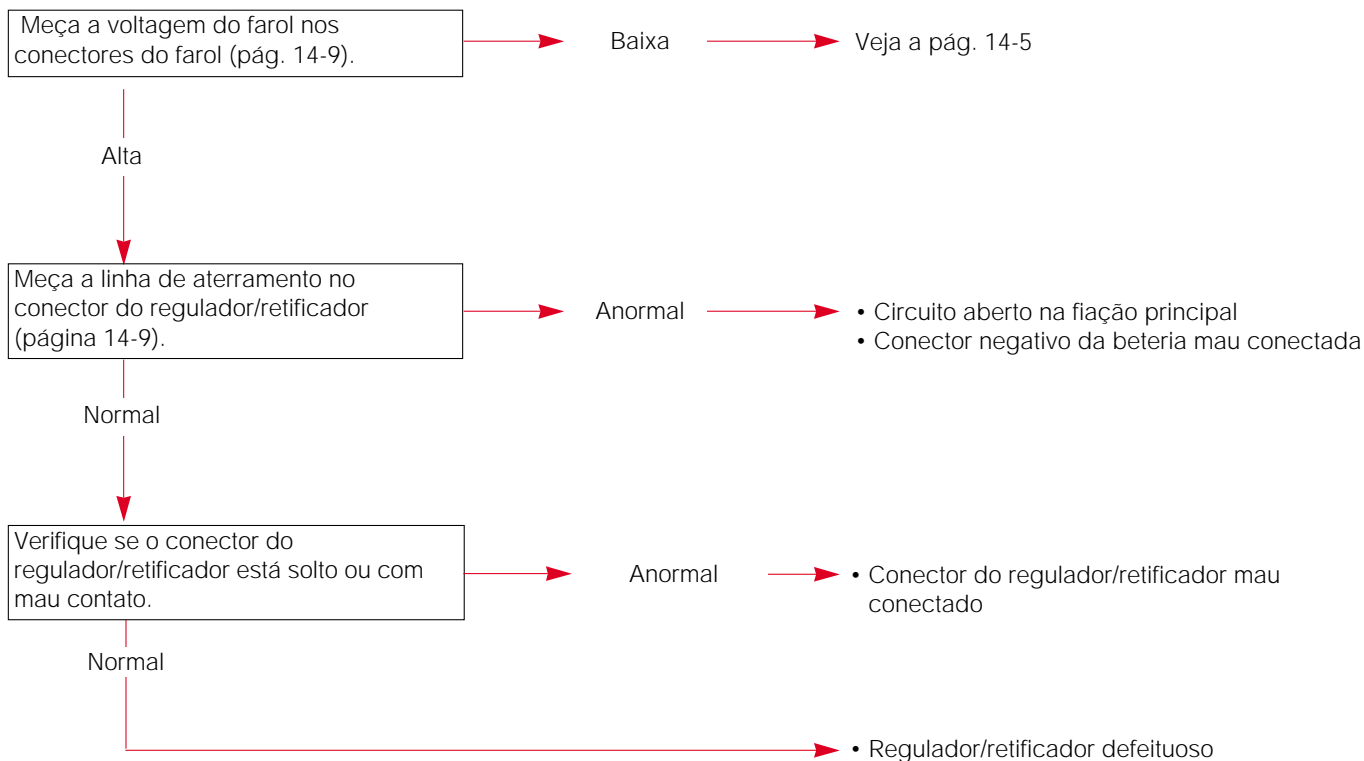 Meça a voltagem do farol nos
conectores do farol (pág. 14-9).
Baixa
Veja a pág. 14-5
Alta
Meça a linha de aterramento no
conector do regulador/retificador
(página 14-9).
Anormal
• Circuito aberto na fiação principal
• Conector negativo da beteria mau conectada
Normal
Verifique se o conector do
regulador/retificador está solto ou com
mau contato.
Anormal
• Conector do regulador/retificador mau
conectado
Normal
• Regulador/retificador defeituoso